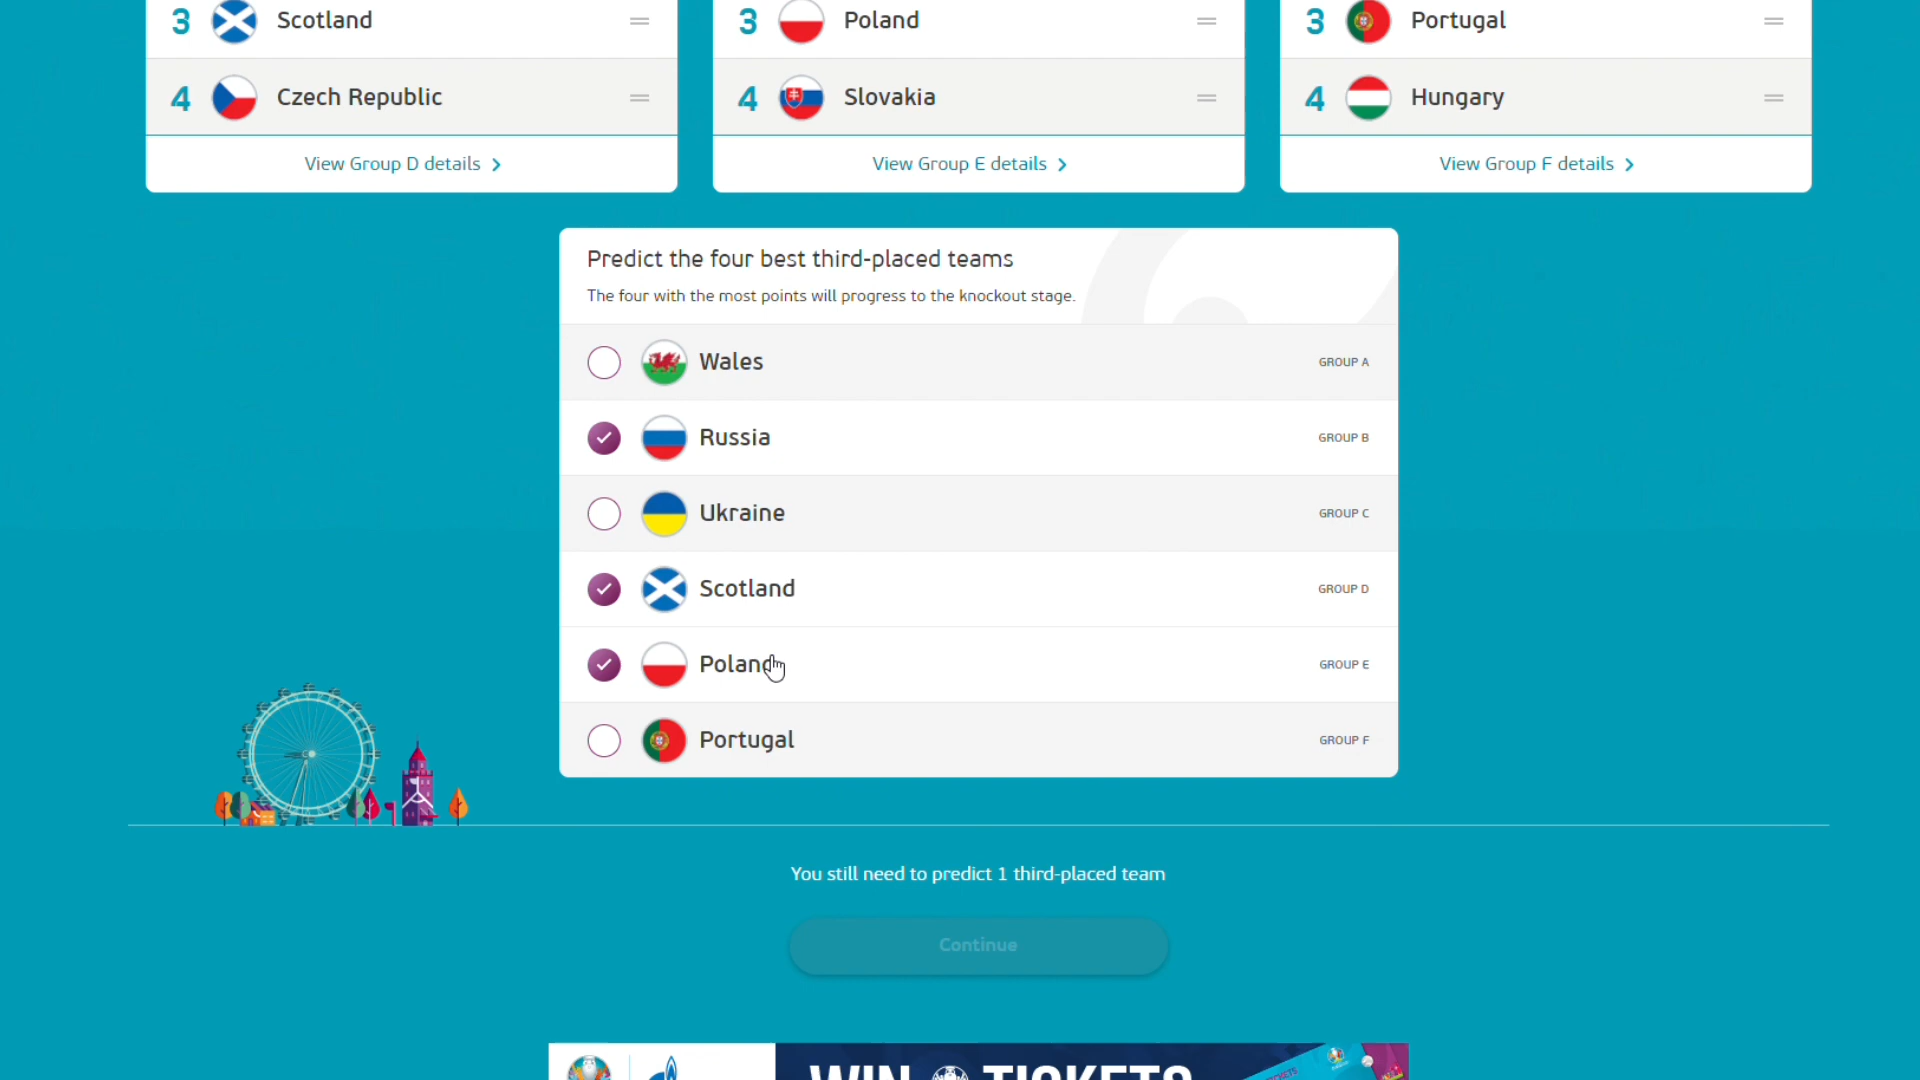 3 Scotland
3 Poland
3 Portugal
4 Czech Republic
4 Slovakia
4 Hungary
View Group D details
View Group E details
View Group F details
Predict the four best third-placed teams
The four with the most points will progress to the knockout stage.
Wales GROUP A
Russia GROUP B
Ukraine GROUP C
Scotland GROUP D
Poland GROUP E
Portugal GROUP F
You still need to predict 1 third-placed team
Continue
WIN TICKETS